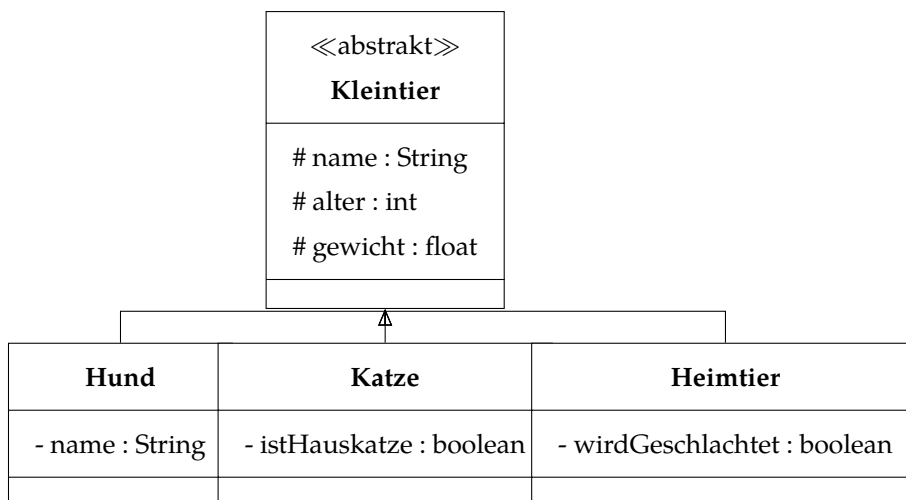 ≪abstrakt≫
Kleintier
# name : String
# alter : int
# gewicht : float
Hund
- name : String
Katze
- istHauskatze : boolean
Heimtier
- wirdGeschlachtet : boolean